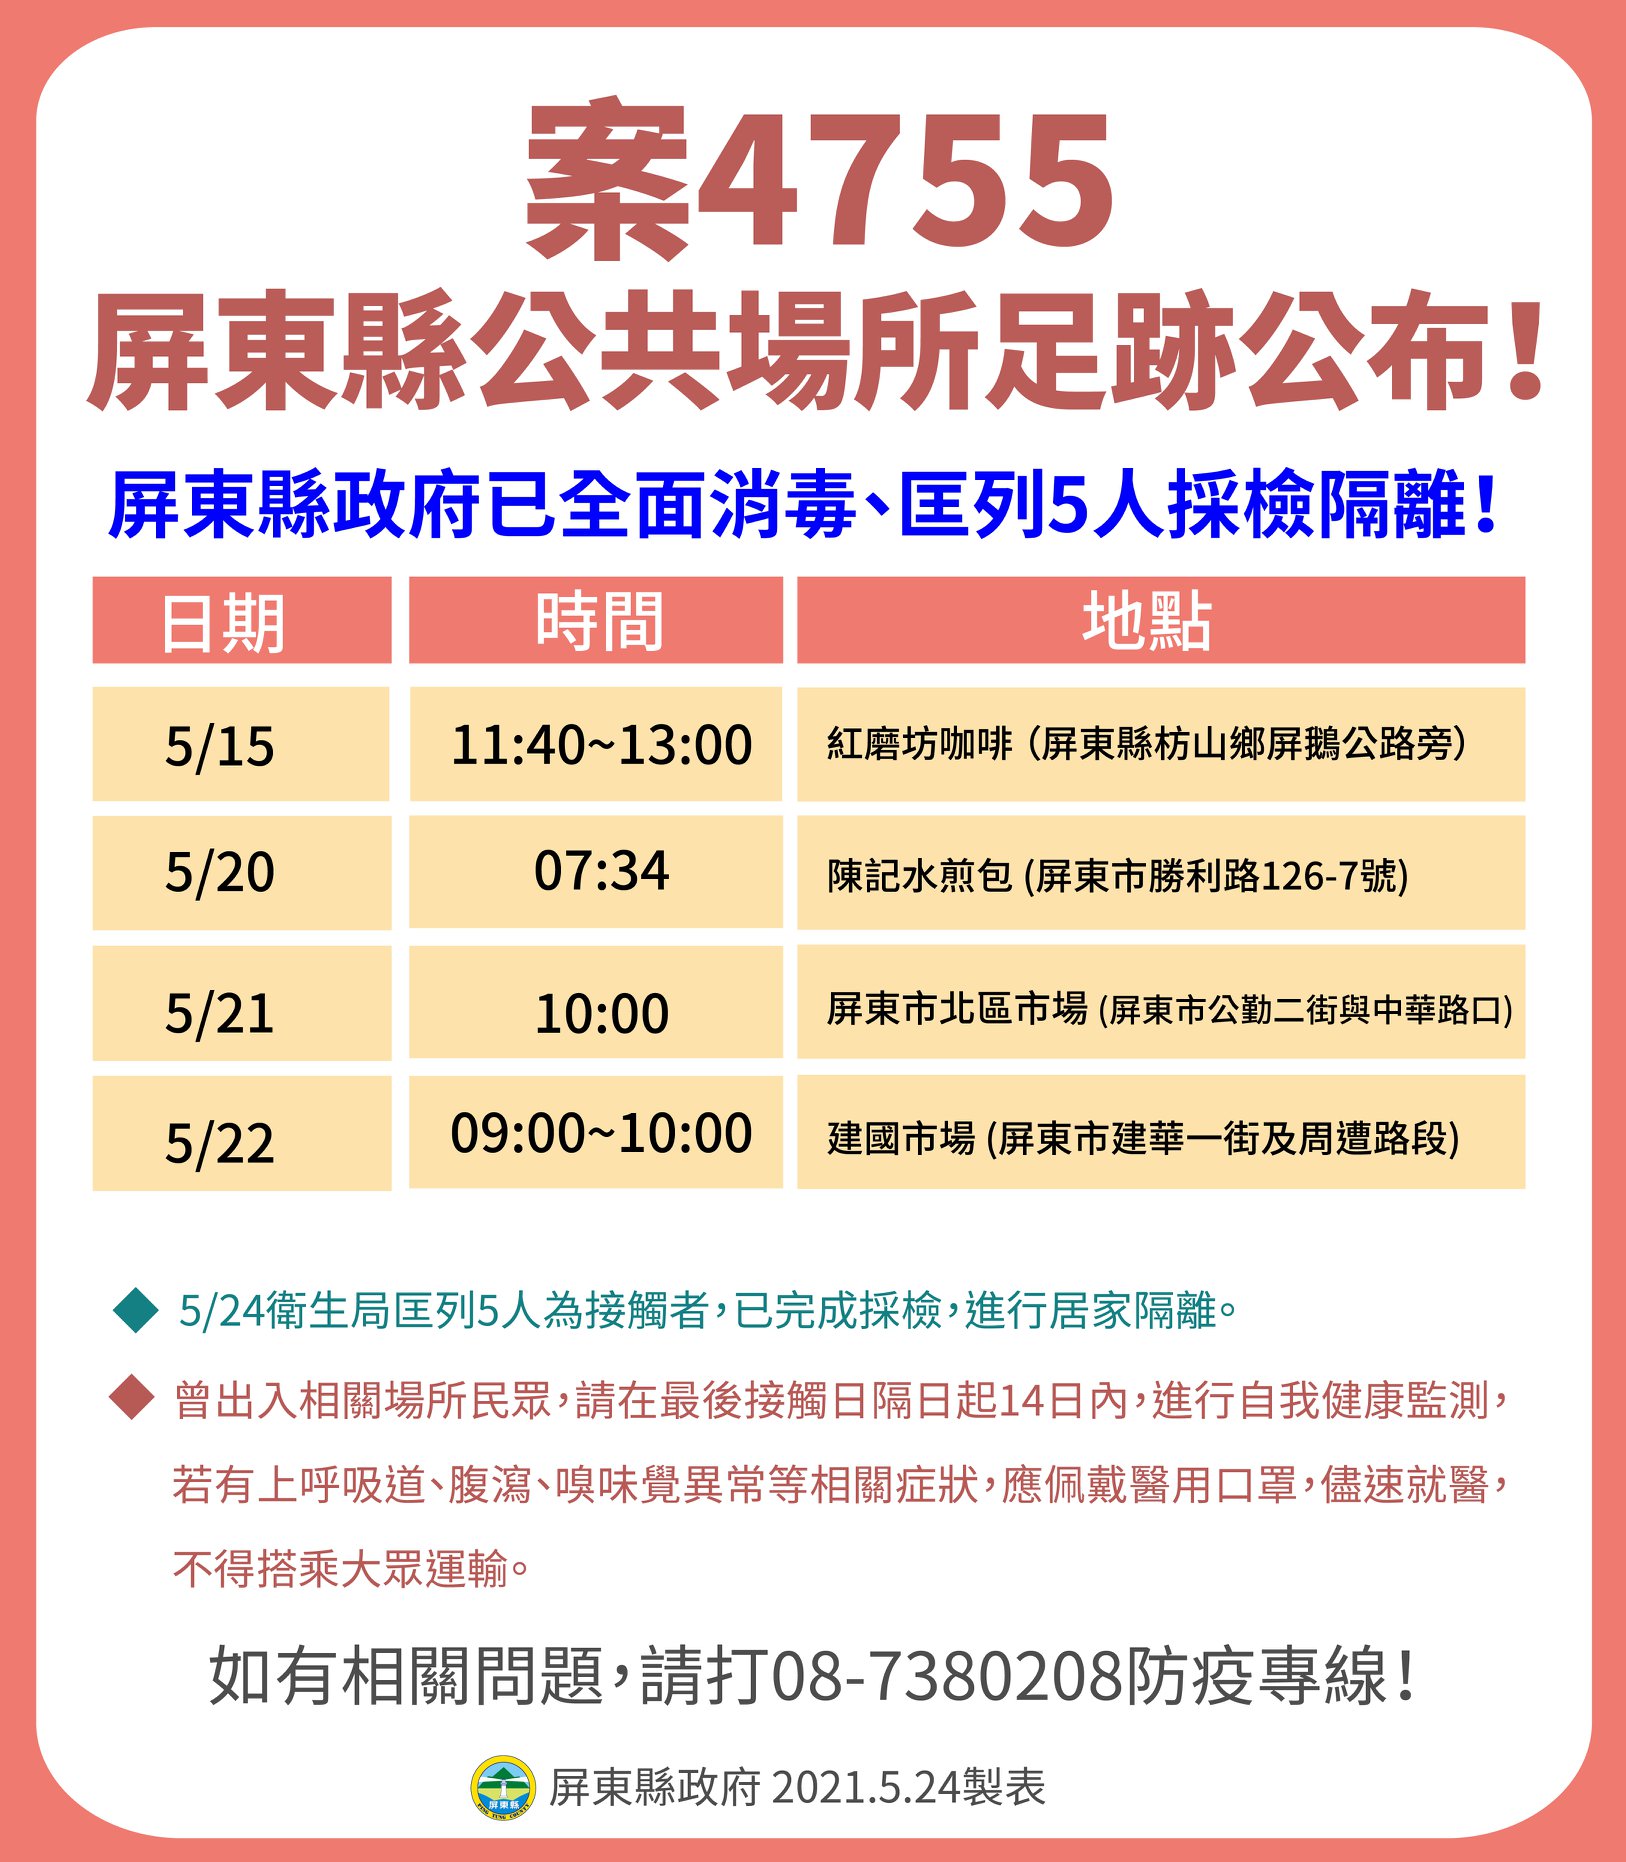 案4755
屏東縣公共場所足跡公布！
屏東縣政府已全面消毒、匡列5人採檢隔離！
日期 時間 地點
5/15 11:40~13:00 紅磨坊咖啡（屏東縣枋山鄉屏鵝公路旁）
5/20 07:34 陳記水煎包 (屏東市勝利路126-7號)
5/21 10:00 屏東市北區市場 (屏東市公勤二街與中華路口)
5/22 09:00~10:00 建國市場 (屏東市建華一街及周遭路段)
◆ 5/24衛生局匡列5人為接觸者，已完成採檢，進行居家隔離。
◆ 曾出入相關場所民眾，請在最後接觸日隔日起14日內，進行自我健康監測，
若有上呼吸道、腹瀉、嗅味覺異常等相關症狀，應佩戴醫用口罩，儘速就醫，
不得搭乘大眾運輸。
如有相關問題，請打08-7380208防疫專線！
屏東縣
PING TUNG COUNTY
屏東縣政府 2021.5.24製表